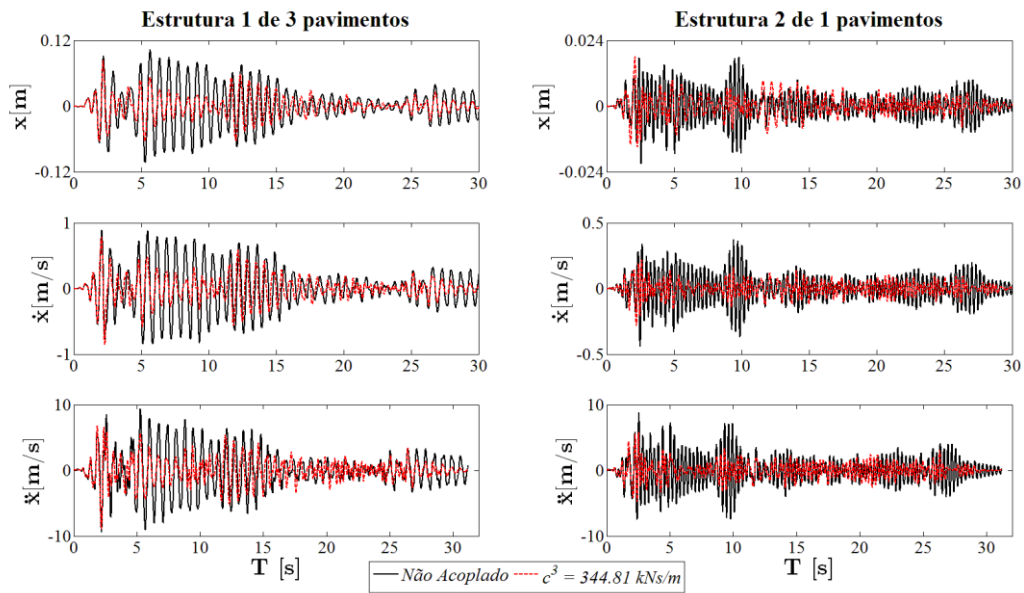 Estrutura 1 de 3 pavimentos
Estrutura 2 de 1 pavimentos
0.12
0
-0.12
x[m]
0 5 10 15 20 25 30
0.024
0
-0.024
x[m]
0 5 10 15 20 25 30
1
0
-1
ẋ[m/s]
0 5 10 15 20 25 30
0.5
0
-0.5
ẋ[m/s]
0 5 10 15 20 25 30
10
0
-10
ẍ[m/s]
0 5 10 15 20 25 30
T [s]
10
0
-10
ẍ[m/s]
0 5 10 15 20 25 30
T [s]
Não Acoplado c³ = 344.81 kNs/m